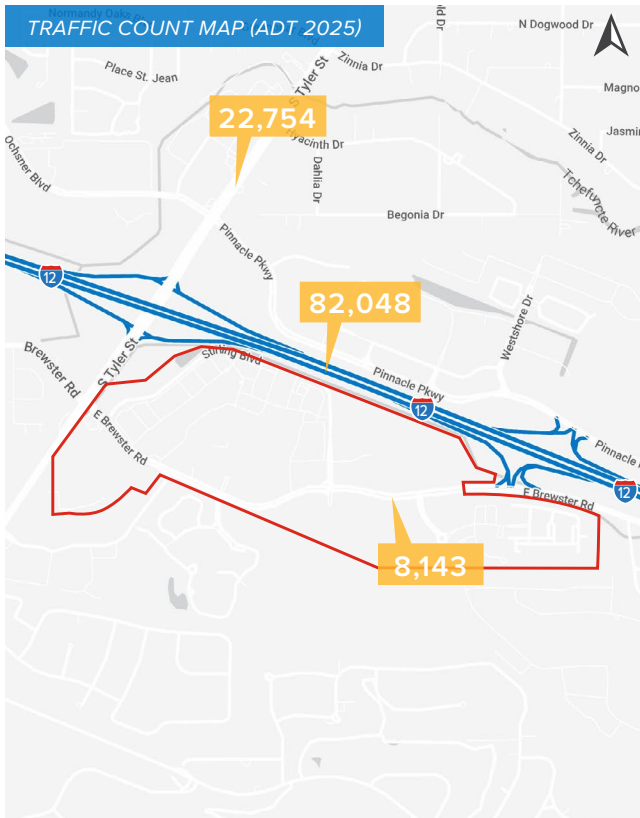 Normandy Oaks
TRAFFIC COUNT MAP (ADT 2025)
N Dogwood Dr
Zinnia Dr
Place St. Jean
S Tyler St
Magno
22,754
Hyacinth Dr
Zinnia Dr
Jasmi
Ochsner Blvd
Dahlia Dr
Tchefuncte River
Begonia Dr
Pinnacle Pkwy
12
82,048
Westshore Dr
S Tyler St
Stirling Blvd
Brewster Rd
Pinnacle Pkwy
12
E Brewster Rd
Pinnacle
12
E Brewster Rd
8,143